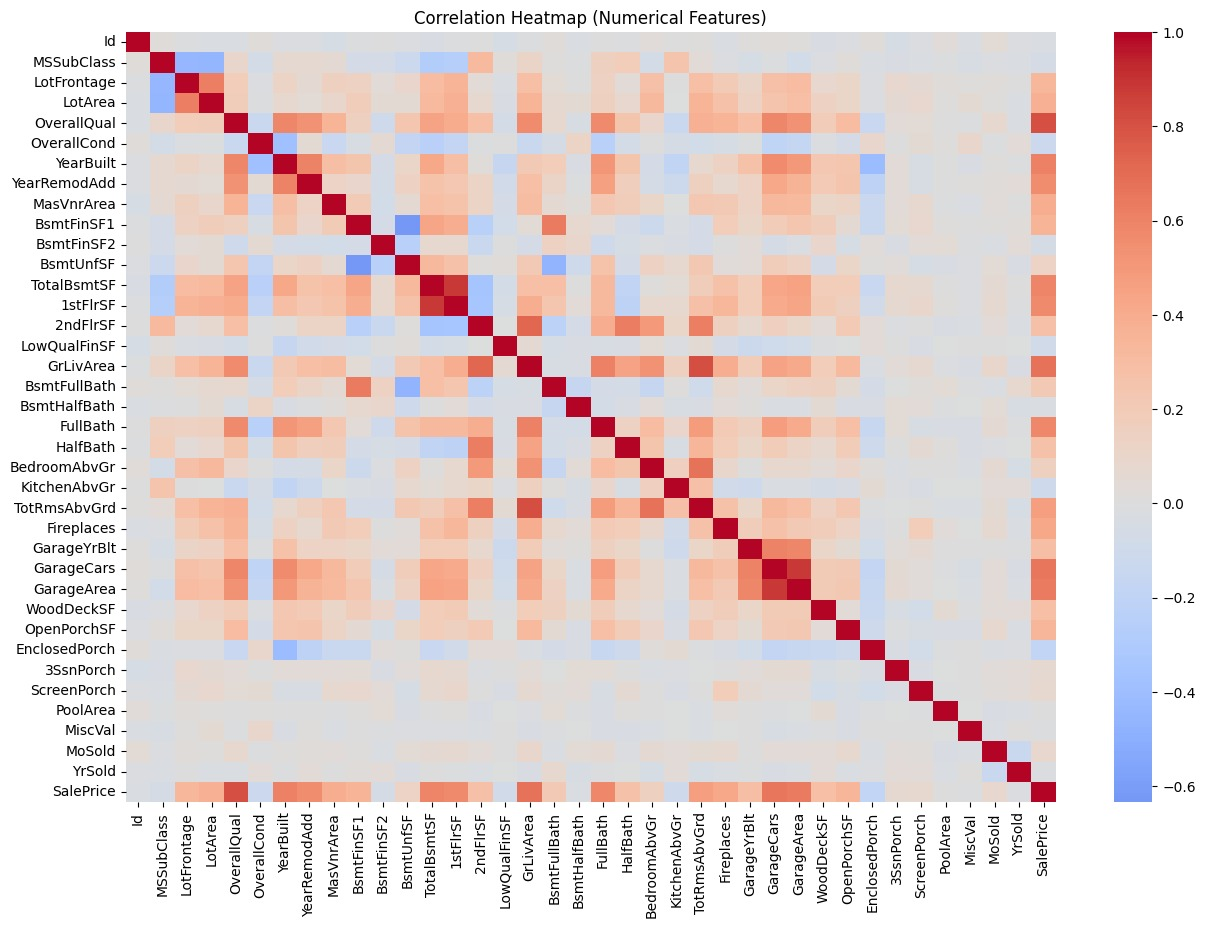 Correlation Heatmap (Numerical Features)
Id
MSSubClass
LotFrontage
LotArea
OverallQual
OverallCond
YearBuilt
YearRemodAdd
MasVnrArea
BsmtFinSF1
BsmtFinSF2
BsmtUnfSF
TotalBsmtSF
1stFlrSF
2ndFlrSF
LowQualFinSF
GrLivArea
BsmtFullBath
BsmtHalfBath
FullBath
HalfBath
BedroomAbvGr
KitchenAbvGr
TotRmsAbvGrd
Fireplaces
GarageYrBlt
GarageCars
GarageArea
WoodDeckSF
OpenPorchSF
EnclosedPorch
3SsnPorch
ScreenPorch
PoolArea
MiscVal
MoSold
YrSold
SalePrice
Id
MSSubClass
LotFrontage
LotArea
OverallQual
OverallCond
YearBuilt
YearRemodAdd
MasVnrArea
BsmtFinSF1
BsmtFinSF2
BsmtUnfSF
TotalBsmtSF
1stFlrSF
2ndFlrSF
LowQualFinSF
GrLivArea
BsmtFullBath
BsmtHalfBath
FullBath
HalfBath
BedroomAbvGr
KitchenAbvGr
TotRmsAbvGrd
Fireplaces
GarageYrBlt
GarageCars
GarageArea
WoodDeckSF
OpenPorchSF
EnclosedPorch
3SsnPorch
ScreenPorch
PoolArea
MiscVal
MoSold
YrSold
SalePrice
1.0
0.8
0.6
0.4
0.2
0.0
−0.2
−0.4
−0.6